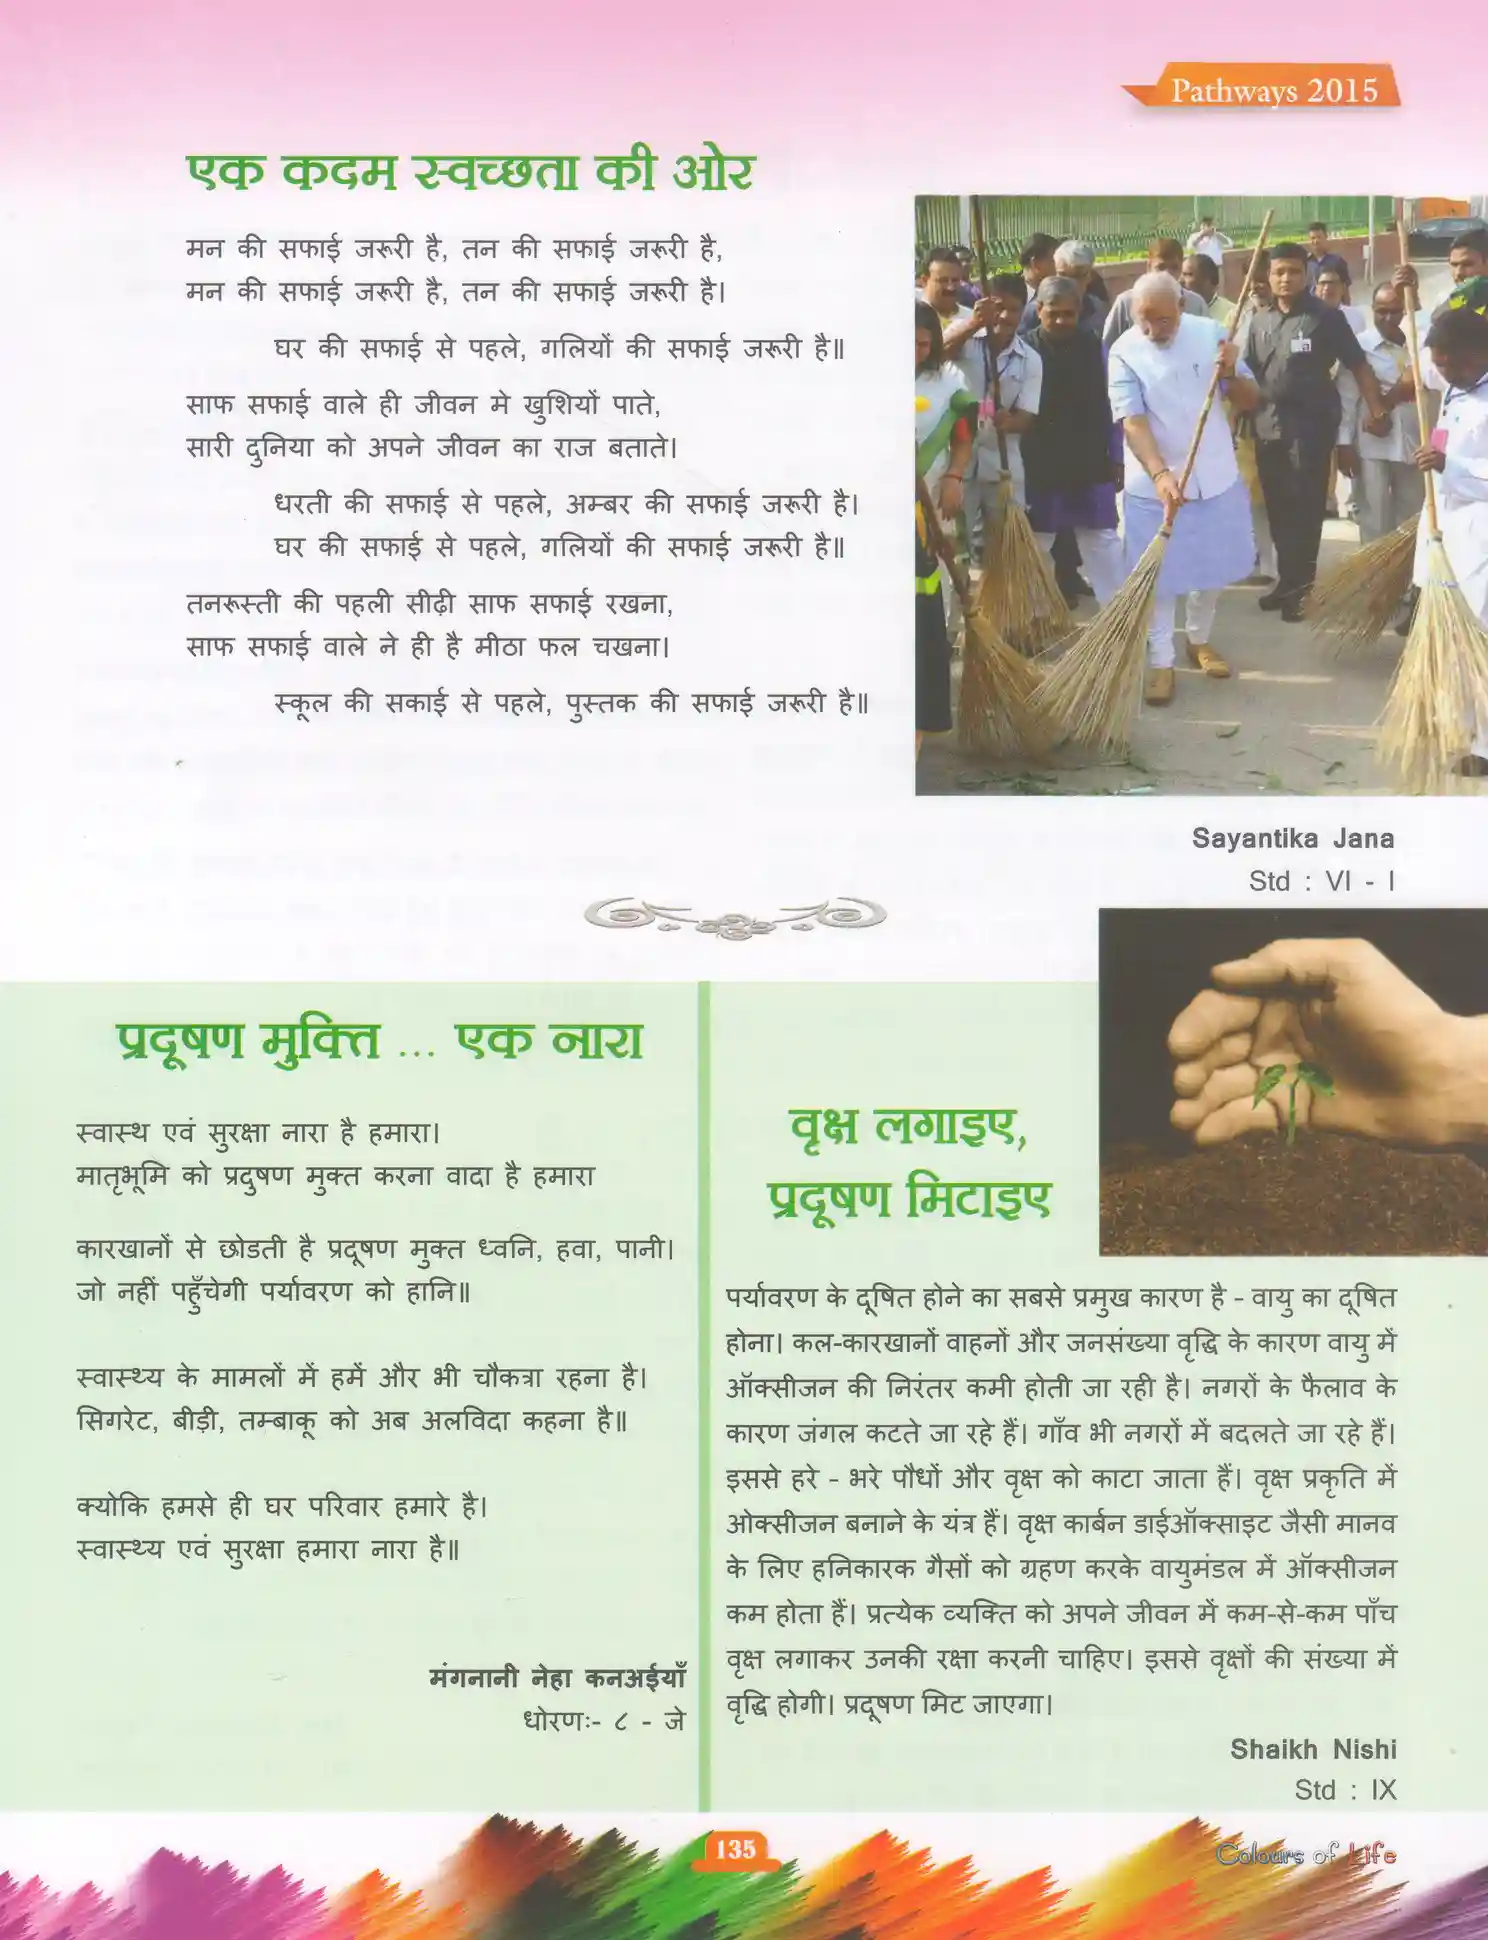 Pathways 2015
एक कदम स्वच्छता की ओर
मन की सफाई जरूरी है, तन की सफाई जरूरी है,
मन की सफाई जरूरी है, तन की सफाई जरूरी है।
घर की सफाई से पहले, गलियों की सफाई जरूरी है॥
साफ सफाई वाले ही जीवन मे खुशियों पाते,
सारी दुनिया को अपने जीवन का राज बताते।
धरती की सफाई से पहले, अम्बर की सफाई जरूरी है।
घर की सफाई से पहले, गलियों की सफाई जरूरी है॥
तनरूस्ती की पहली सीढ़ी साफ सफाई रखना,
साफ सफाई वाले ने ही है मीठा फल चखना।
स्कूल की सकाई से पहले, पुस्तक की सफाई जरूरी है॥
Sayantika Jana
Std : VI - I
प्रदूषण मुक्ति ... एक नारा
स्वास्थ एवं सुरक्षा नारा है हमारा।
मातृभूमि को प्रदुषण मुक्त करना वादा है हमारा
कारखानों से छोडती है प्रदूषण मुक्त ध्वनि, हवा, पानी।
जो नहीं पहुँचेगी पर्यावरण को हानि॥
स्वास्थ्य के मामलों में हमें और भी चौकत्रा रहना है।
सिगरेट, बीड़ी, तम्बाकू को अब अलविदा कहना है॥
क्योकि हमसे ही घर परिवार हमारे है।
स्वास्थ्य एवं सुरक्षा हमारा नारा है॥
मंगनानी नेहा कनअईयाँ
धोरणः- ८ - जे
वृक्ष लगाइए,
प्रदूषण मिटाइए
पर्यावरण के दूषित होने का सबसे प्रमुख कारण है - वायु का दूषित
होना। कल-कारखानों वाहनों और जनसंख्या वृद्धि के कारण वायु में
ऑक्सीजन की निरंतर कमी होती जा रही है। नगरों के फैलाव के
कारण जंगल कटते जा रहे हैं। गाँव भी नगरों में बदलते जा रहे हैं।
इससे हरे - भरे पौधों और वृक्ष को काटा जाता हैं। वृक्ष प्रकृति में
ओक्सीजन बनाने के यंत्र हैं। वृक्ष कार्बन डाईऑक्साइट जैसी मानव
के लिए हनिकारक गैसों को ग्रहण करके वायुमंडल में ऑक्सीजन
कम होता हैं। प्रत्येक व्यक्ति को अपने जीवन में कम-से-कम पाँच
वृक्ष लगाकर उनकी रक्षा करनी चाहिए। इससे वृक्षों की संख्या में
वृद्धि होगी। प्रदूषण मिट जाएगा।
Shaikh Nishi
Std : IX
135
Colours of Life